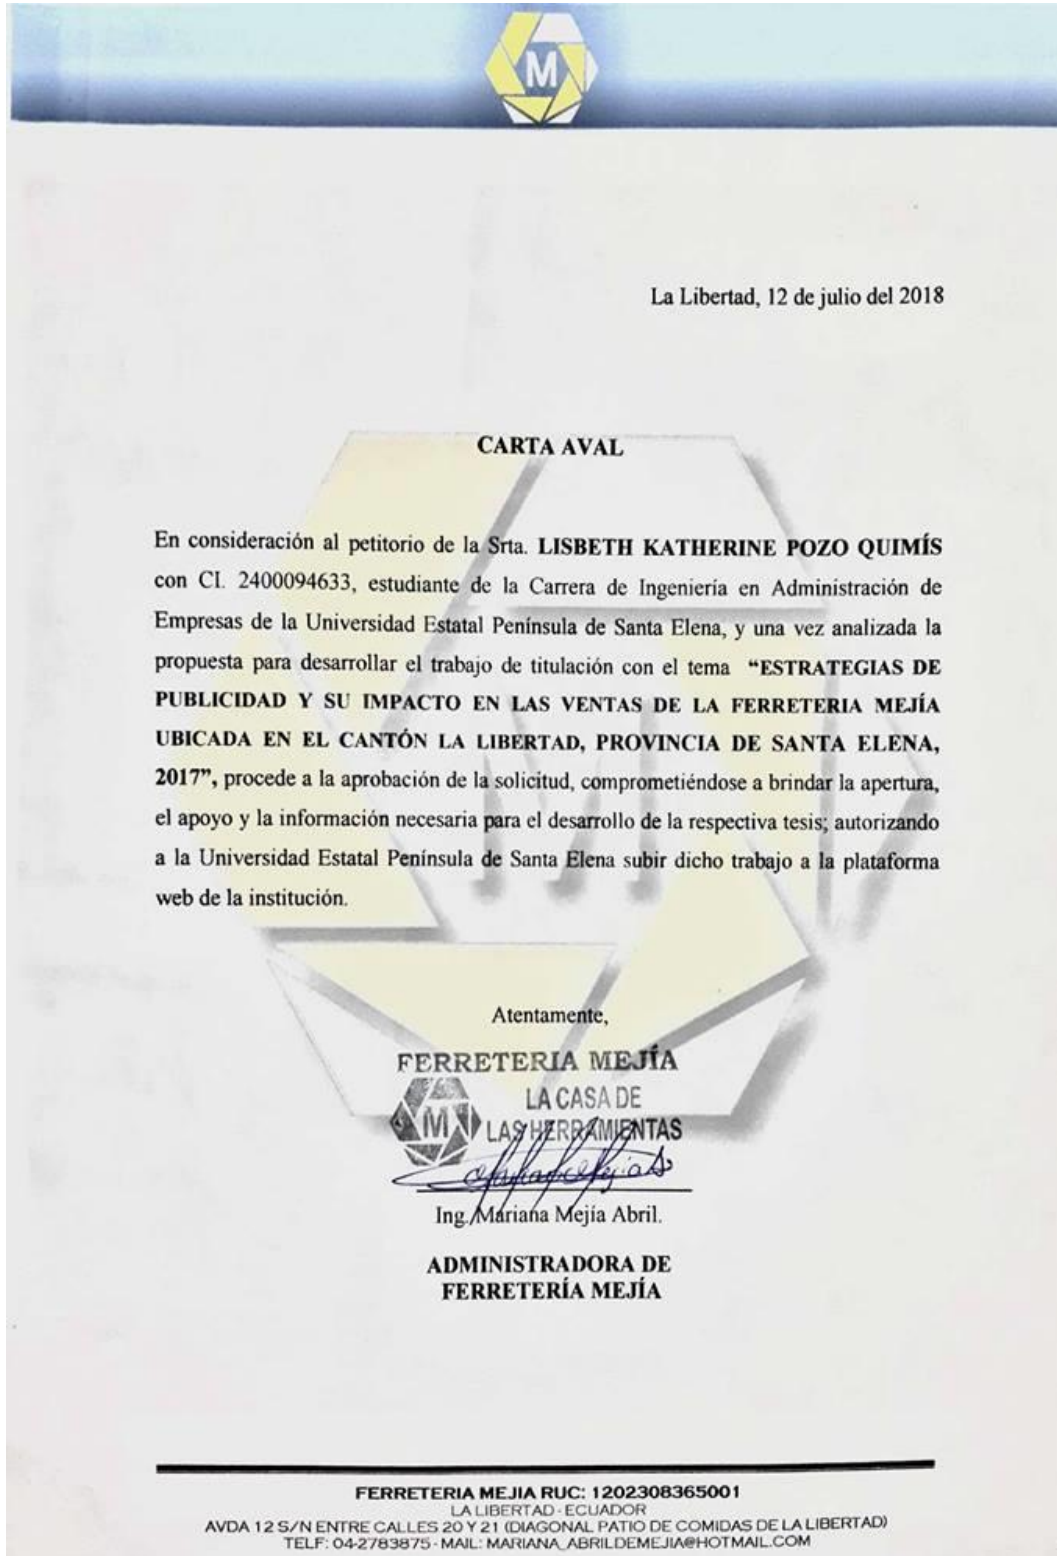 M
La Libertad, 12 de julio del 2018
CARTA AVAL
En consideración al petitorio de la Srta. LISBETH KATHERINE POZO QUIMÍS
con CI. 2400094633, estudiante de la Carrera de Ingeniería en Administración de
Empresas de la Universidad Estatal Península de Santa Elena, y una vez analizada la
propuesta para desarrollar el trabajo de titulación con el tema “ESTRATEGIAS DE
PUBLICIDAD Y SU IMPACTO EN LAS VENTAS DE LA FERRETERIA MEJÍA
UBICADA EN EL CANTÓN LA LIBERTAD, PROVINCIA DE SANTA ELENA,
2017”, procede a la aprobación de la solicitud, comprometiéndose a brindar la apertura,
el apoyo y la información necesaria para el desarrollo de la respectiva tesis; autorizando
a la Universidad Estatal Península de Santa Elena subir dicho trabajo a la plataforma
web de la institución.
Atentamente,
FERRETERIA MEJÍA
M LA CASA DE
LAS HERRAMIENTAS
Ing. Mariana Mejía Abril.
ADMINISTRADORA DE
FERRETERÍA MEJÍA
FERRETERIA MEJIA RUC: 1202308365001
LA LIBERTAD - ECUADOR
AVDA 12 S/N ENTRE CALLES 20 Y 21 (DIAGONAL PATIO DE COMIDAS DE LA LIBERTAD)
TELF: 04-2783875 - MAIL: MARIANA_ABRILDEMEJIA@HOTMAIL.COM